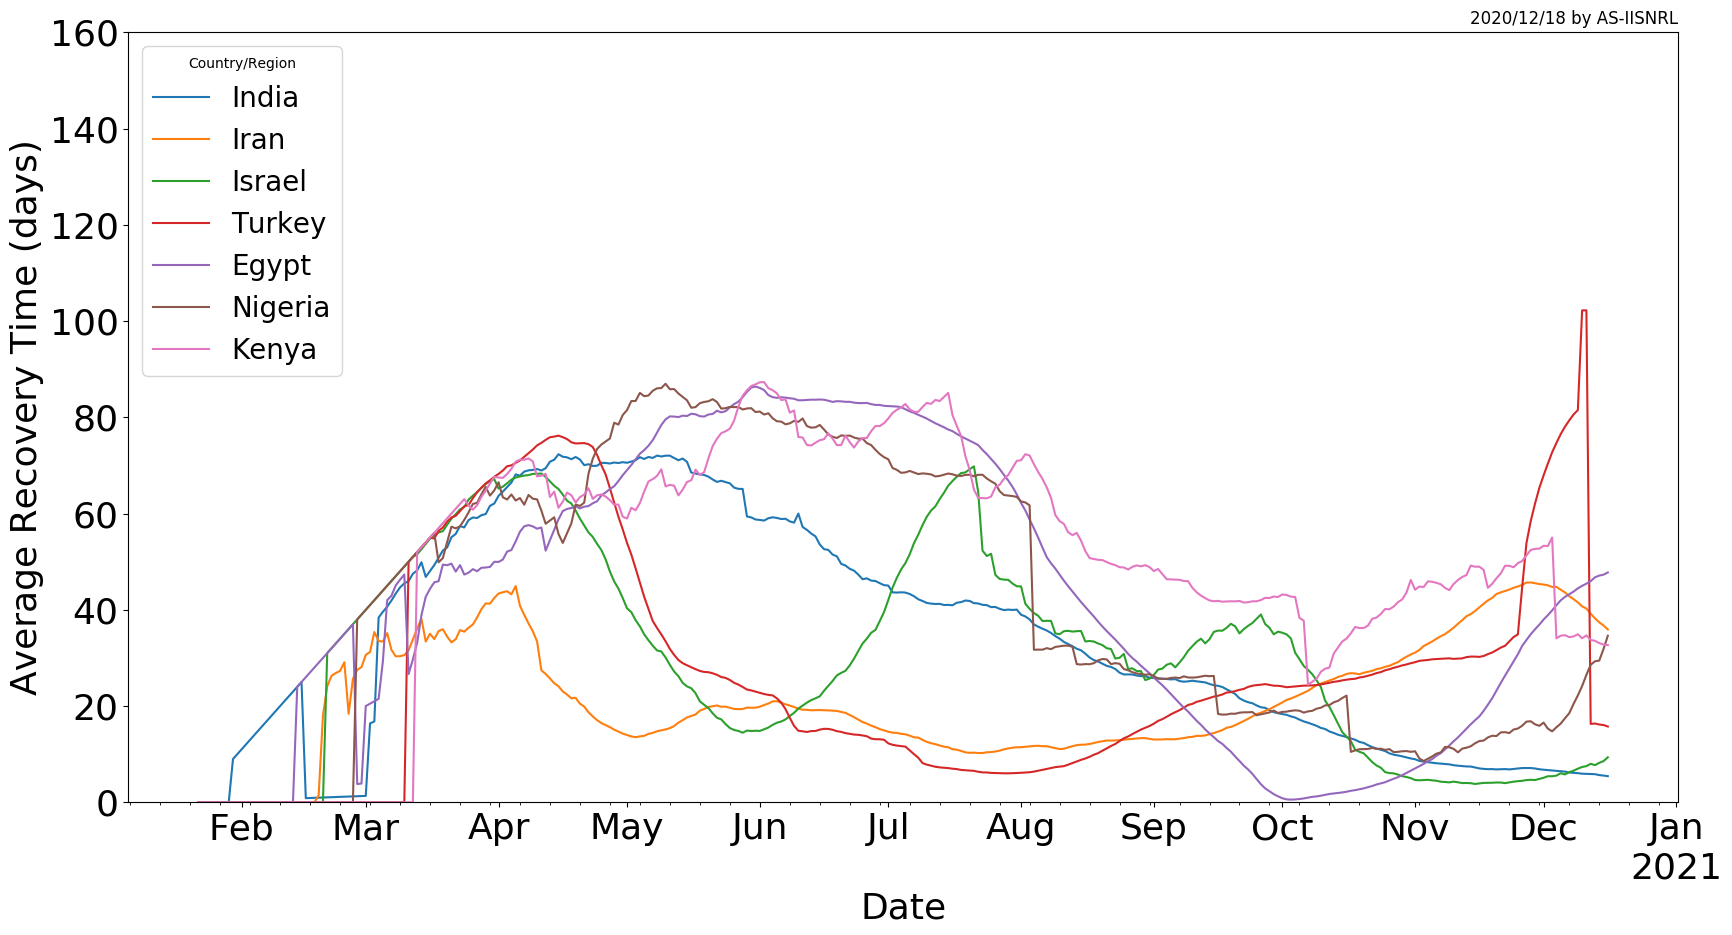 2020/12/18 by AS-IISNRL
160
140
120
100
80
60
40
20
0
Average Recovery Time (days)
Country/Region
India
Iran
Israel
Turkey
Egypt
Nigeria
Kenya
Feb Mar Apr May Jun Jul Aug Sep Oct Nov Dec Jan
2021
Date